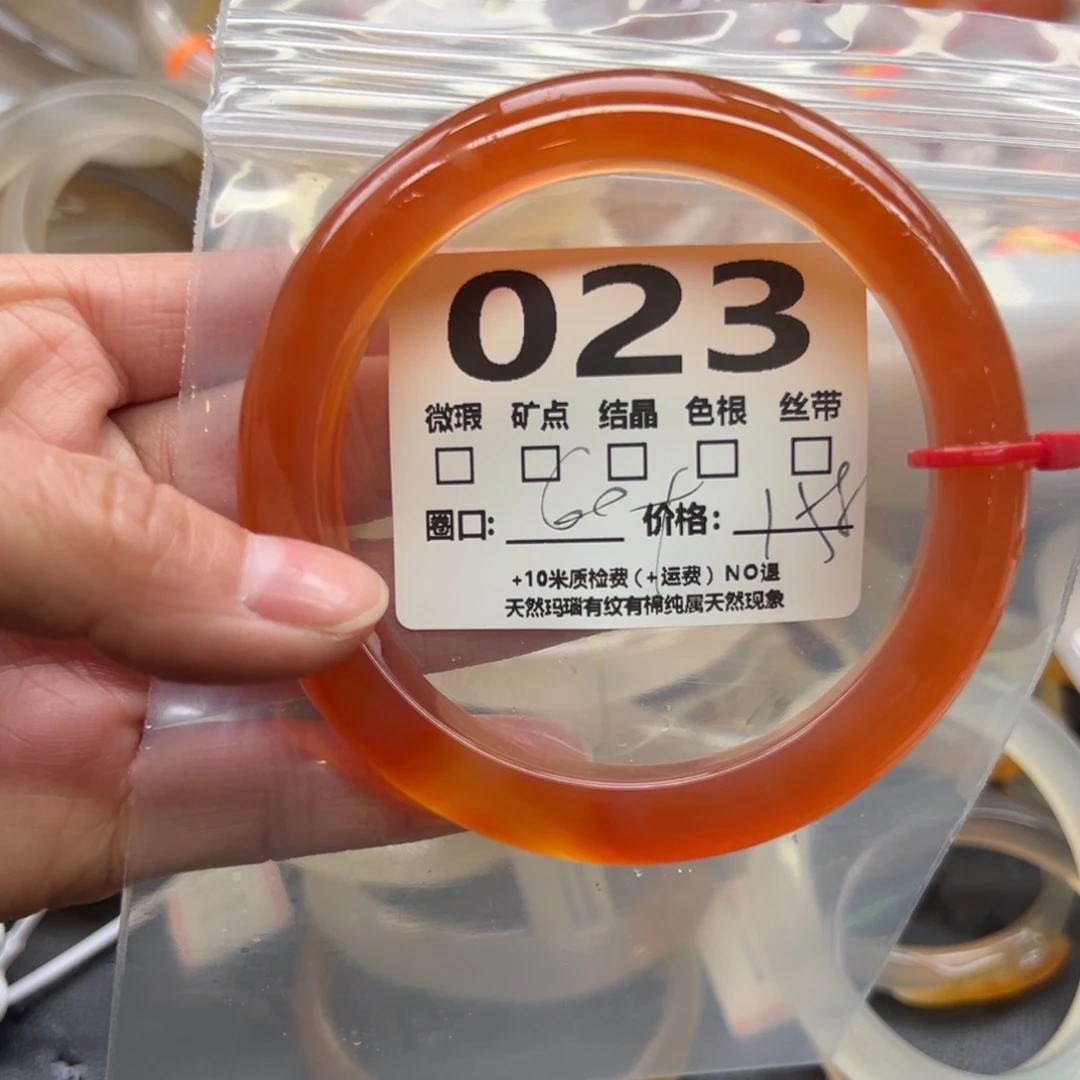 023
微瑕 矿点 结晶 色根 丝带
圈口: 价格:
+10米质检费(+运费) NO退
天然玛瑙有纹有棉纯属天然现象